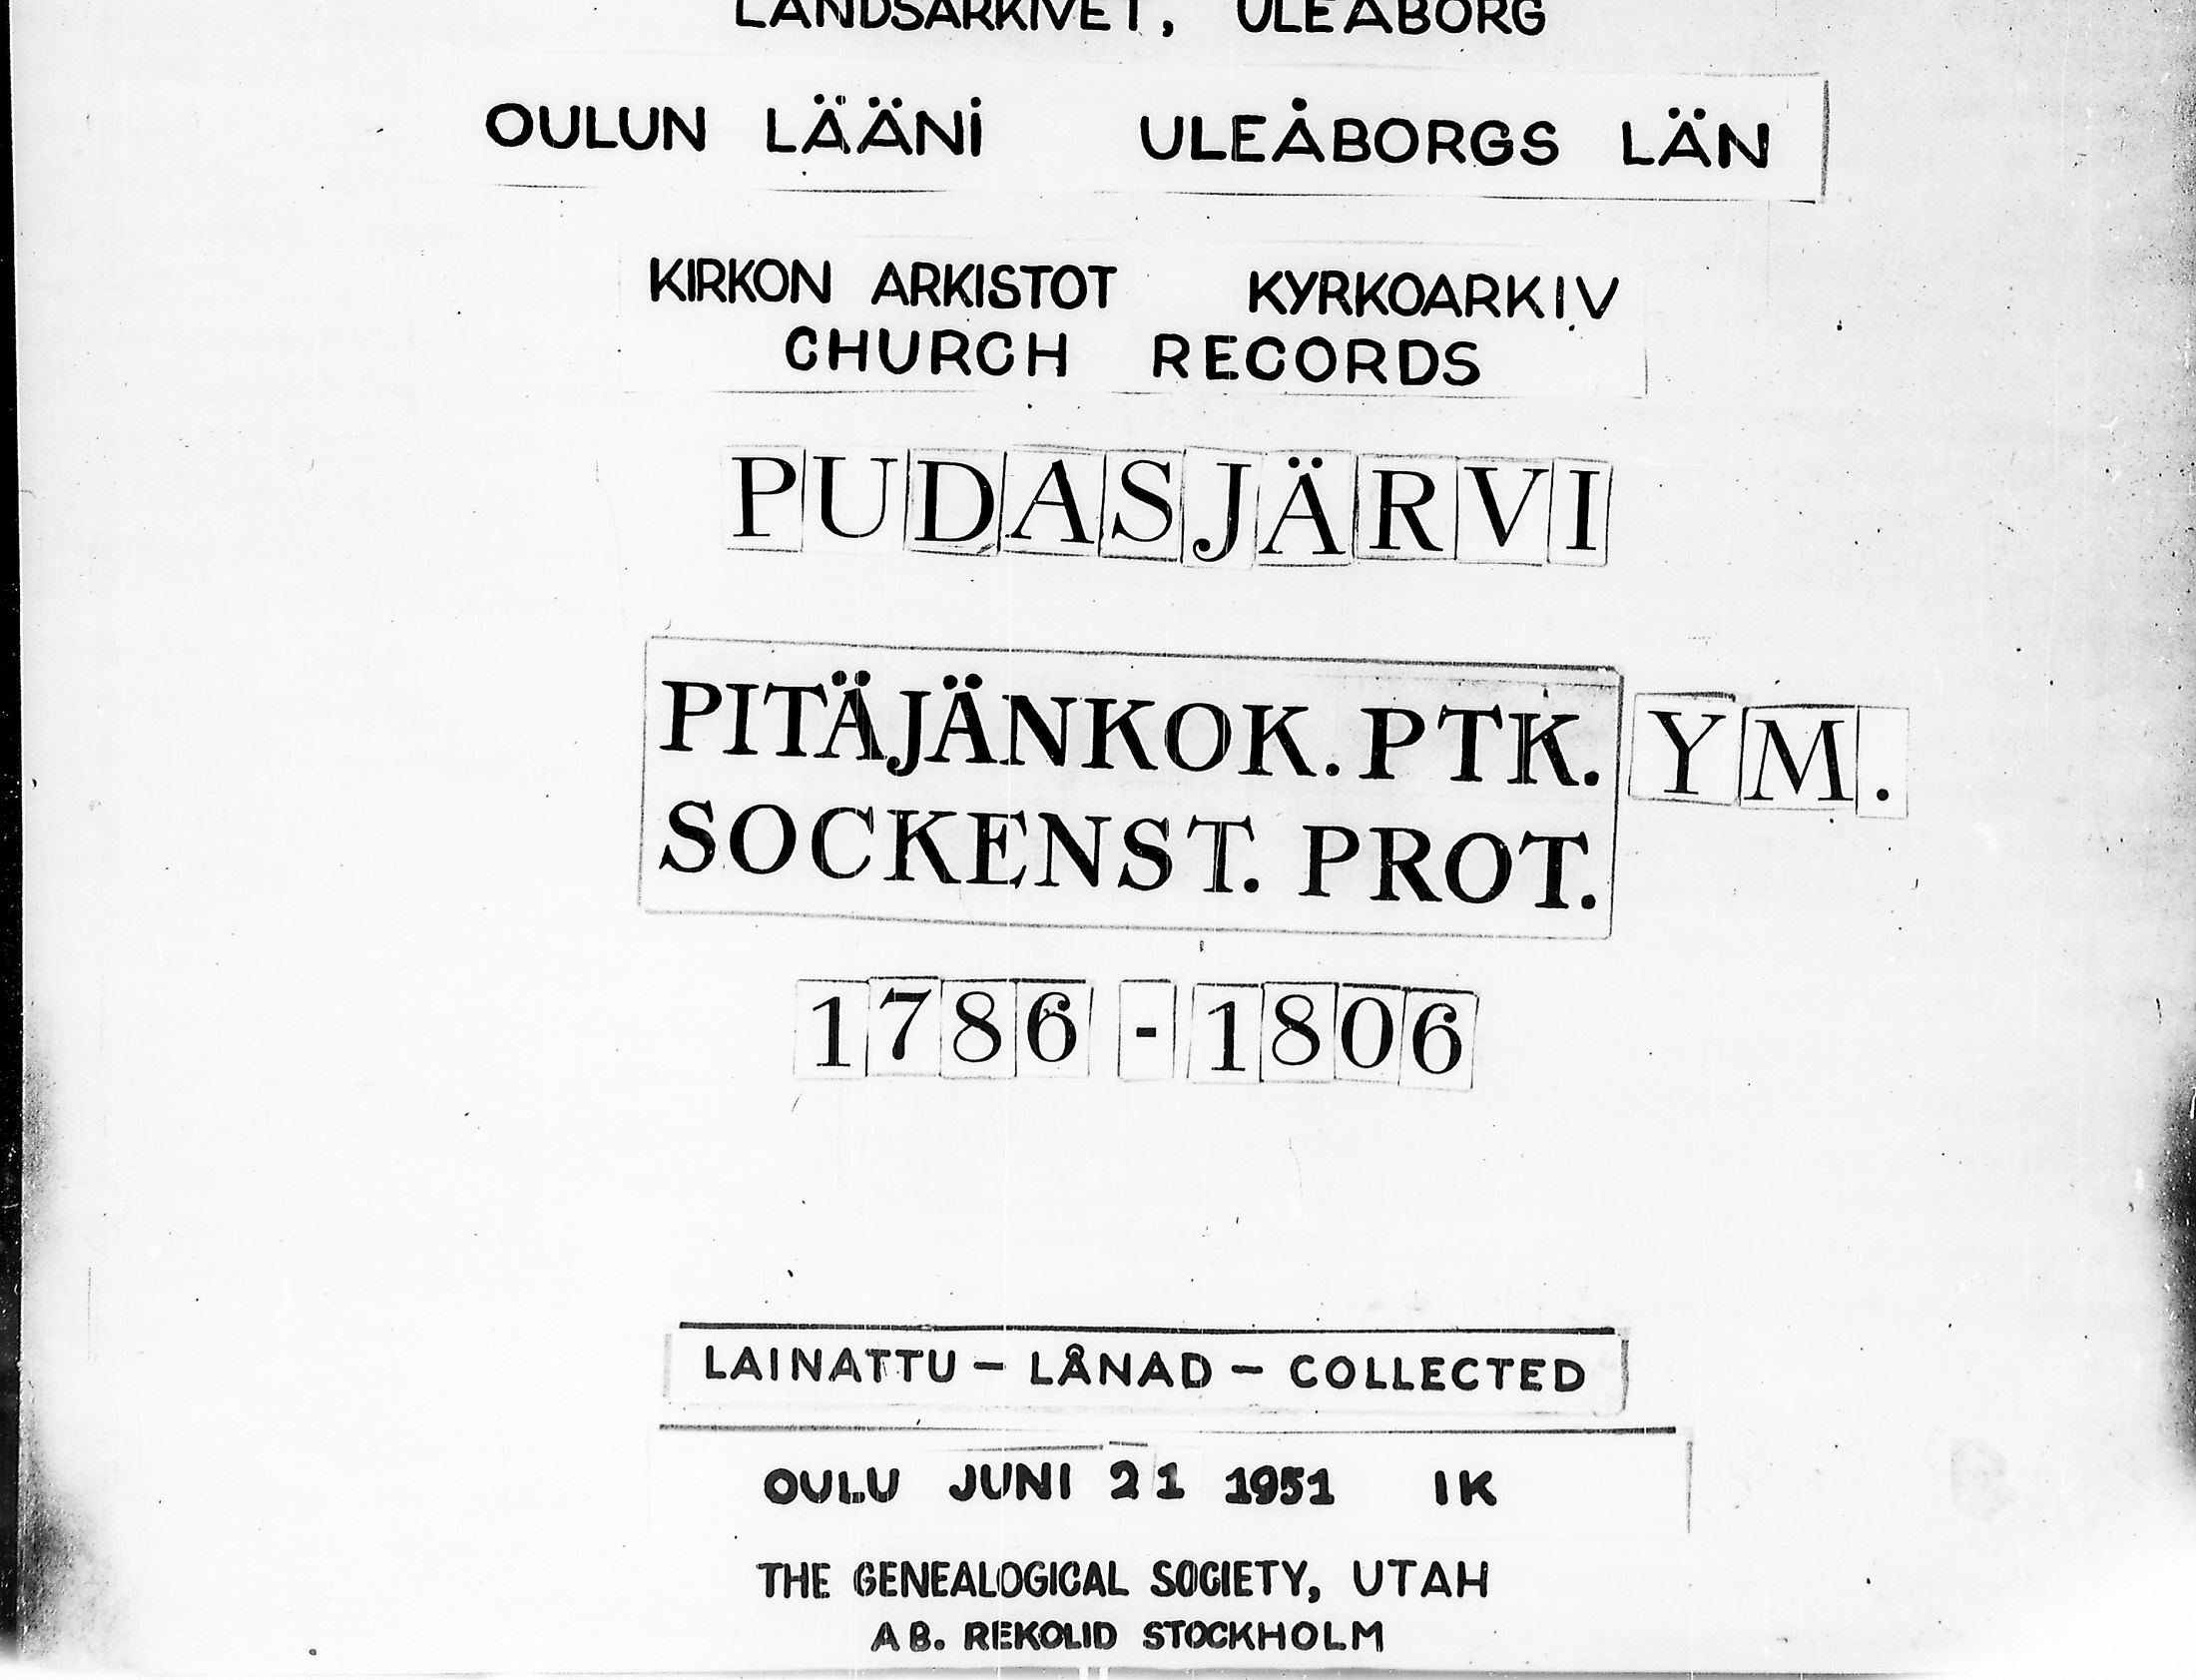 LANDSARKIVET, ULEÅBORG
OULUN LÄÄNI ULEÅBORGS LÄN
KIRKON ARKISTOT KYRKOARKIV
CHURCH RECORDS
PUDASJÄRVI
PITÄJÄNKOK. PTK. YM.
SOCKENST. PROT.
1786 - 1806
LAINATTU – LÅNAD – COLLECTED
OULU JUNI 21 1951 IK
THE GENEALOGICAL SOCIETY, UTAH
AB. REKOLID STOCKHOLM